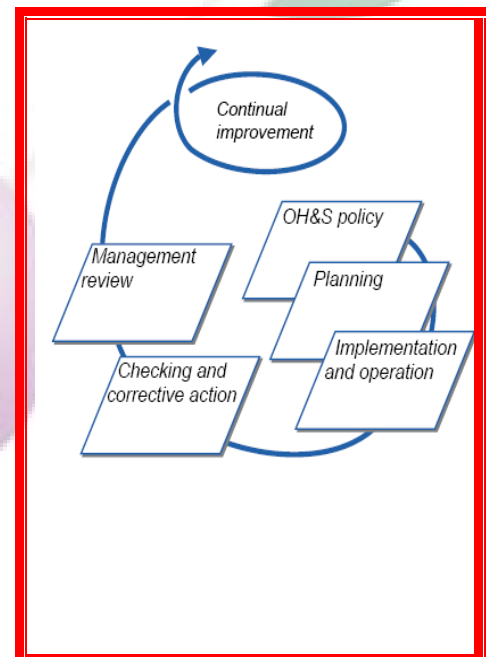 Continual
improvement
OH&S policy
Planning
Implementation
and operation
Checking and
corrective action
Management
review